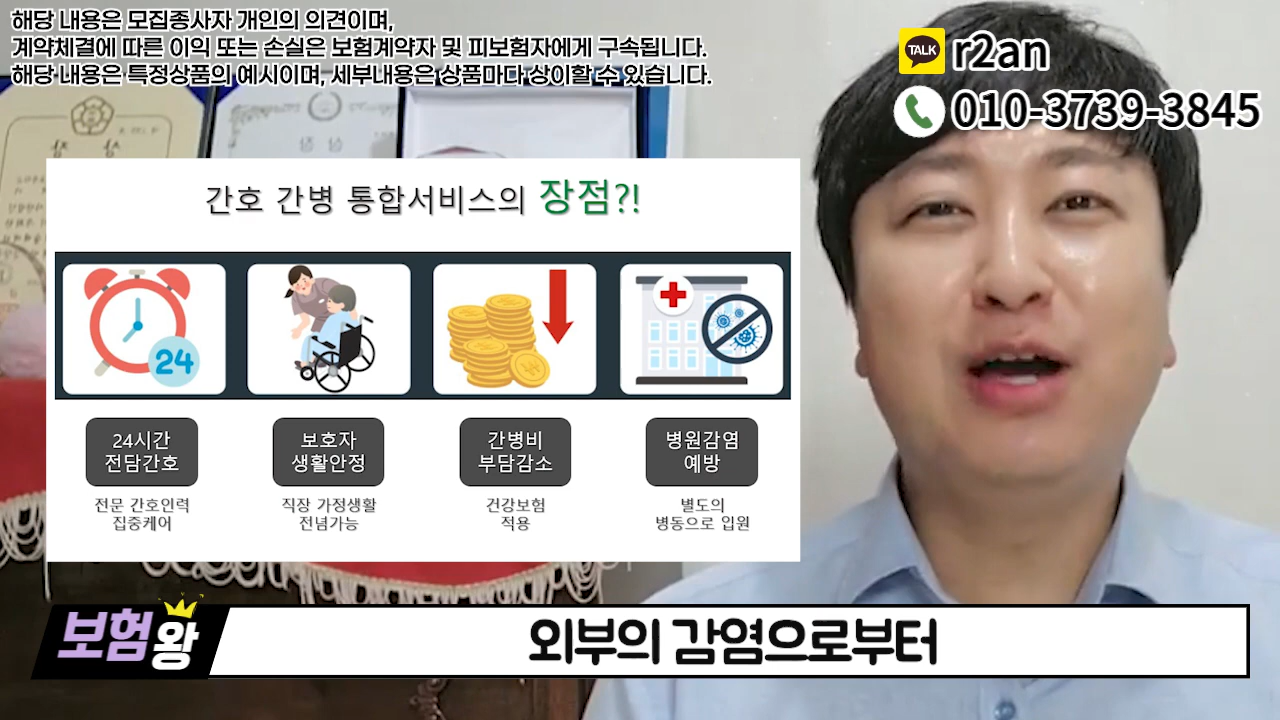 해당 내용은 모집종사자 개인의 의견이며,
계약체결에 따른 이익 또는 손실은 보험계약자 및 피보험자에게 구속됩니다.
해당 내용은 특정상품의 예시이며, 세부내용은 상품마다 상이할 수 있습니다.
TALK r2an
010-3739-3845
간호 간병 통합서비스의 장점?!
24
24시간
전담간호
전문 간호인력
집중케어
보호자
생활안정
직장 가정생활
전념가능
간병비
부담감소
건강보험
적용
병원감염
예방
별도의
병동으로 입원
보험왕
외부의 감염으로부터